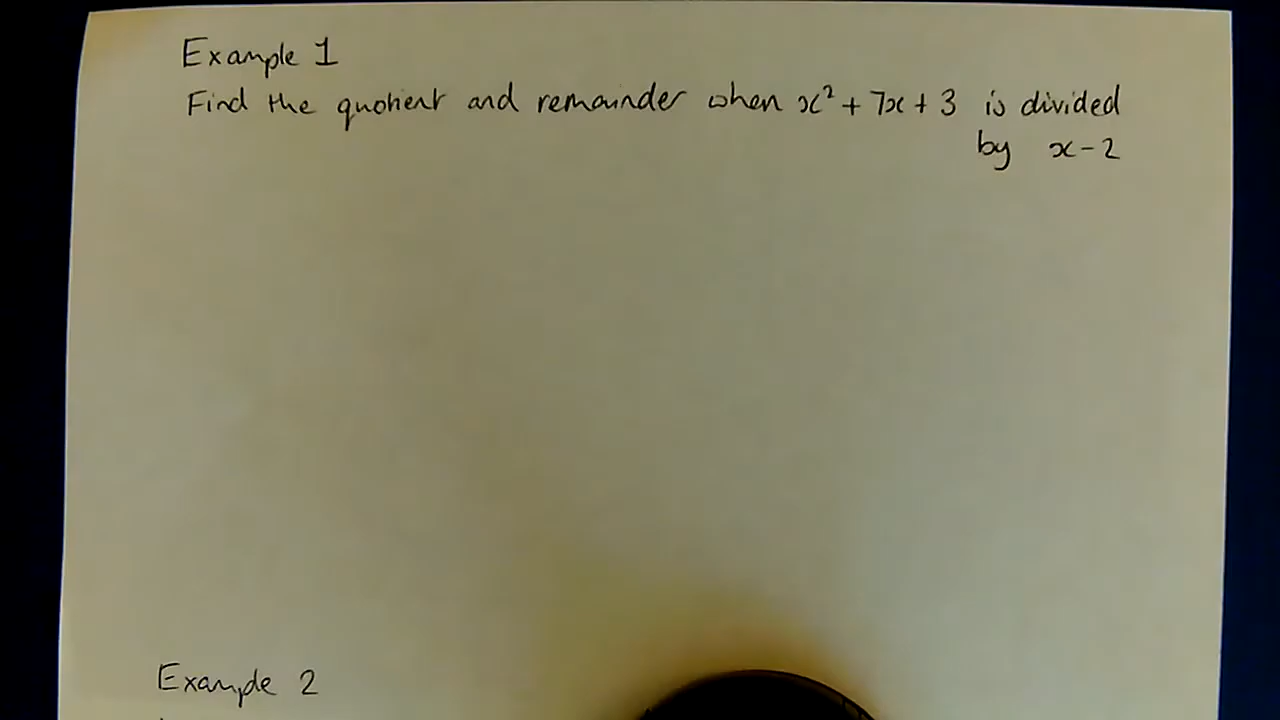 Example 1
Find the quotient and remainder when x² + 7x + 3 is divided
by x - 2
Example 2